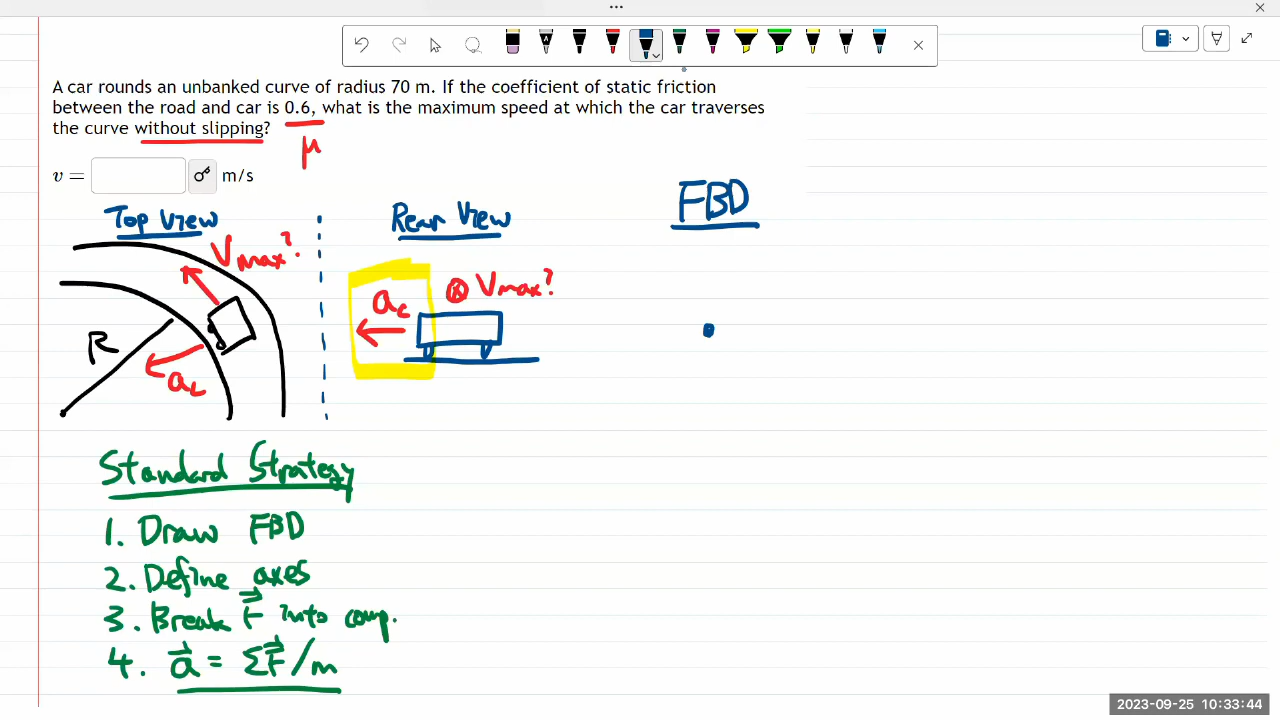 A car rounds an unbanked curve of radius 70 m. If the coefficient of static friction
between the road and car is 0.6, what is the maximum speed at which the car traverses
the curve without slipping?
μ
v = m/s
Top View
Rear View
FBD
Vmax?
R
ac
ac
⊗ Vmax?
Standard Strategy
1. Draw FBD
2. Define axes
3. Break F⃗ into comp.
4. a⃗ = ΣF⃗/m
2023-09-25 10:33:44